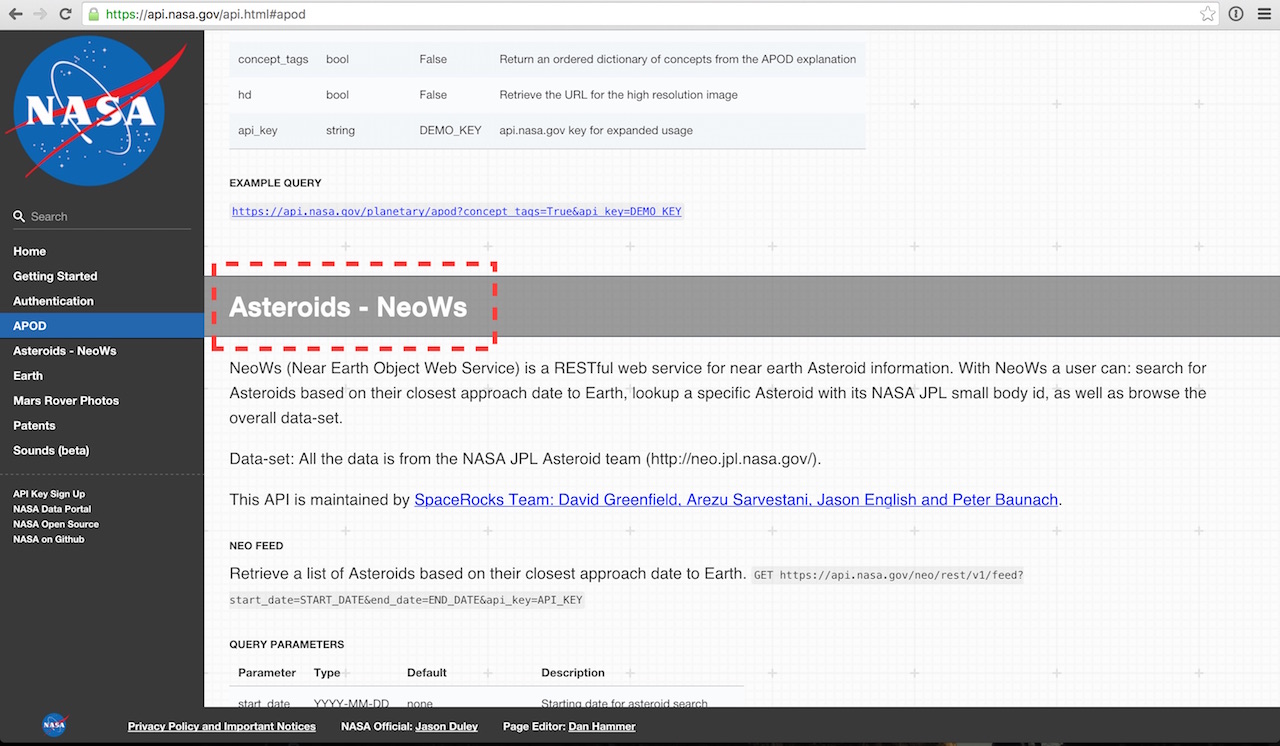 https://api.nasa.gov/api.html#apod
NASA
Search
Home
Getting Started
Authentication
APOD
Asteroids - NeoWs
Earth
Mars Rover Photos
Patents
Sounds (beta)
API Key Sign Up
NASA Data Portal
NASA Open Source
NASA on Github
concept_tags bool False Return an ordered dictionary of concepts from the APOD explanation
hd bool False Retrieve the URL for the high resolution image
api_key string DEMO_KEY api.nasa.gov key for expanded usage
EXAMPLE QUERY
https://api.nasa.gov/planetary/apod?concept_tags=True&api_key=DEMO_KEY
Asteroids - NeoWs
NeoWs (Near Earth Object Web Service) is a RESTful web service for near earth Asteroid information. With NeoWs a user can: search for
Asteroids based on their closest approach date to Earth, lookup a specific Asteroid with its NASA JPL small body id, as well as browse the
overall data-set.
Data-set: All the data is from the NASA JPL Asteroid team (http://neo.jpl.nasa.gov/).
This API is maintained by SpaceRocks Team: David Greenfield, Arezu Sarvestani, Jason English and Peter Baunach.
NEO FEED
Retrieve a list of Asteroids based on their closest approach date to Earth. GET https://api.nasa.gov/neo/rest/v1/feed?
start_date=START_DATE&end_date=END_DATE&api_key=API_KEY
QUERY PARAMETERS
Parameter Type Default Description
start_date YYYY-MM-DD none Starting date for asteroid search
NASA
Privacy Policy and Important Notices NASA Official: Jason Duley Page Editor: Dan Hammer